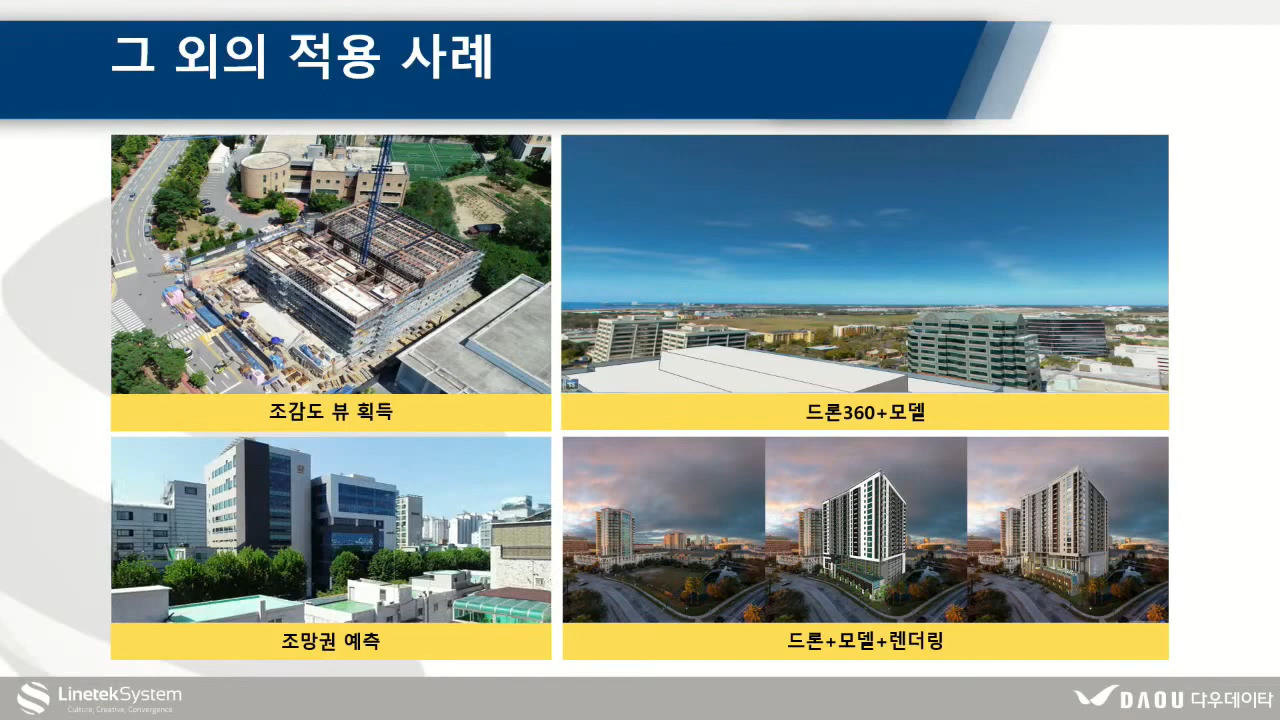 그 외의 적용 사례
조감도 뷰 획득
드론360+모델
조망권 예측
드론+모델+렌더링
LinetekSystem
Culture, Creative, Convergence
DAOU 다우데이타